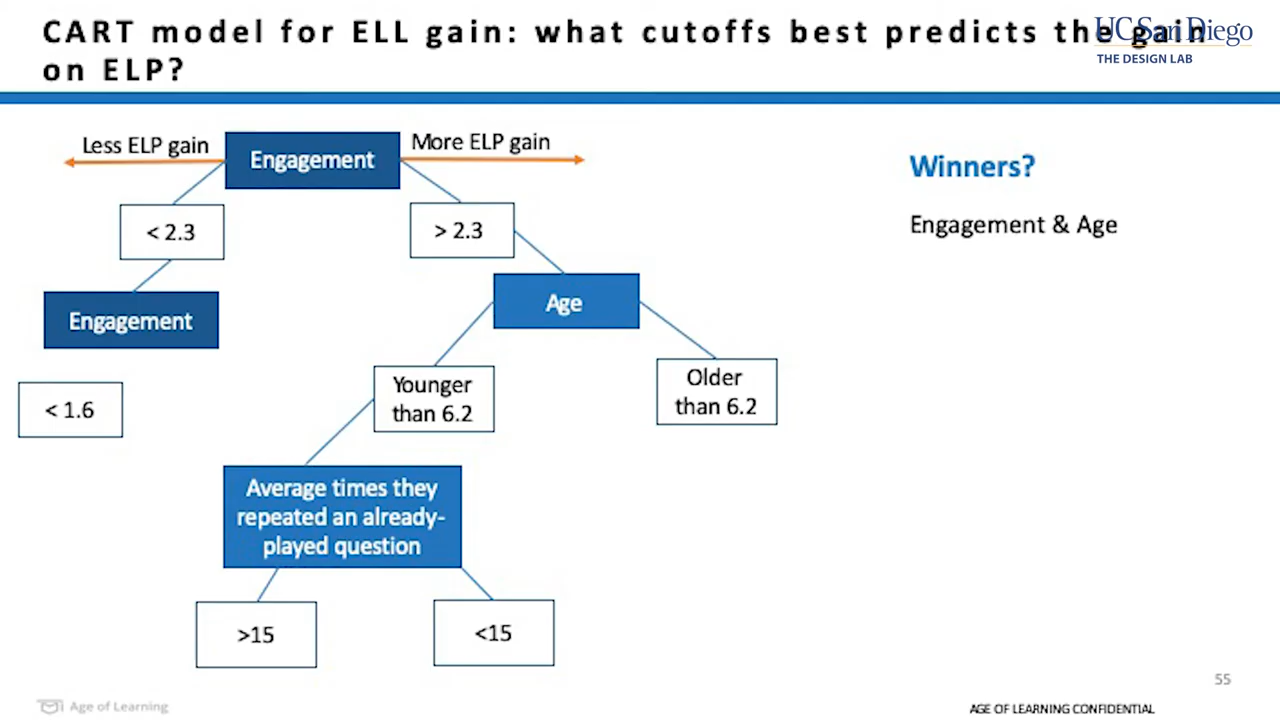 CART model for ELL gain: what cutoffs best predicts the gain
on ELP?
UC San Diego
THE DESIGN LAB
Less ELP gain
Engagement
More ELP gain
< 2.3
> 2.3
Engagement
Age
< 1.6
Younger
than 6.2
Older
than 6.2
Average times they
repeated an already-
played question
>15
<15
Winners?
Engagement & Age
55
Age of Learning
AGE OF LEARNING CONFIDENTIAL